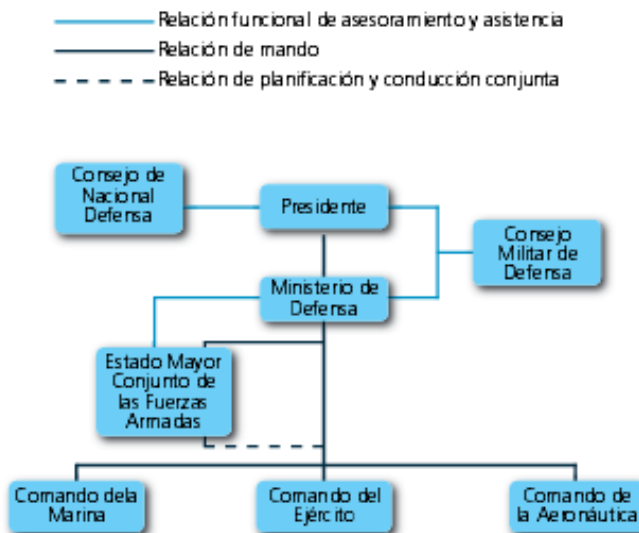 Relación funcional de asesoramiento y asistencia
Relación de mando
Relación de planificación y conducción conjunta
Consejo de
Nacional
Defensa
Presidente
Consejo
Militar de
Defensa
Ministerio de
Defensa
Estado Mayor
Conjunto de
las Fuerzas
Armadas
Comando dela
Marina
Comando del
Ejército
Comando de
la Aeronáutica